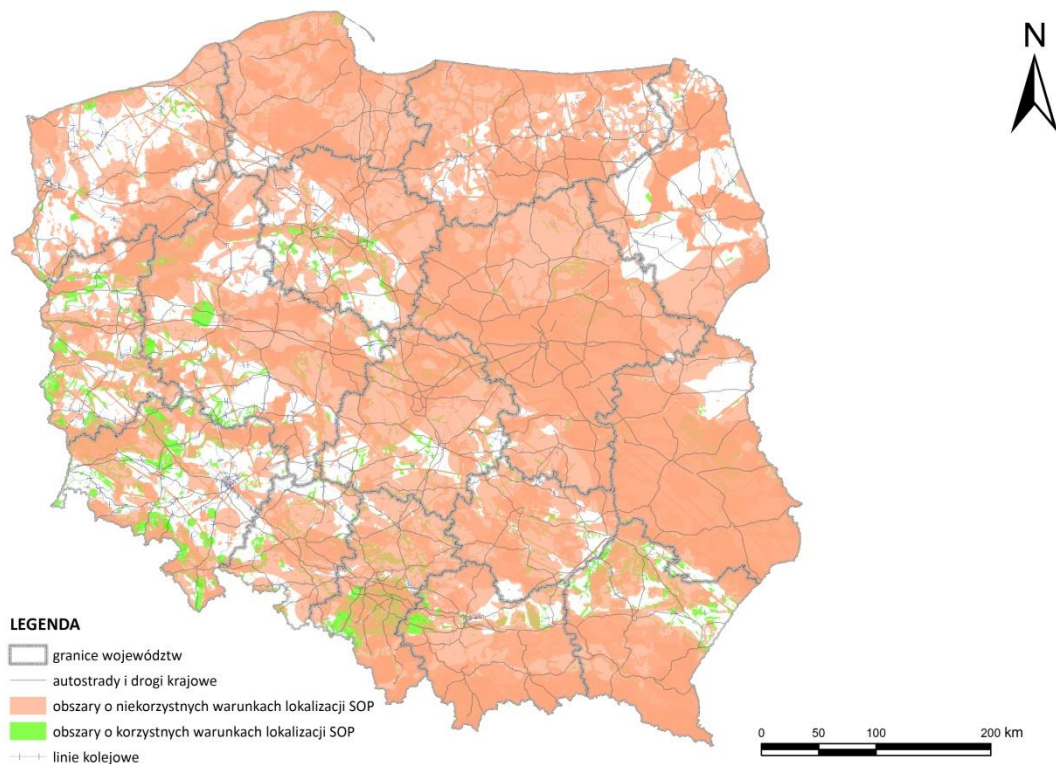 N
LEGENDA
granice województw
autostrady i drogi krajowe
obszary o niekorzystnych warunkach lokalizacji SOP
obszary o korzystnych warunkach lokalizacji SOP
linie kolejowe
0 50 100 200 km